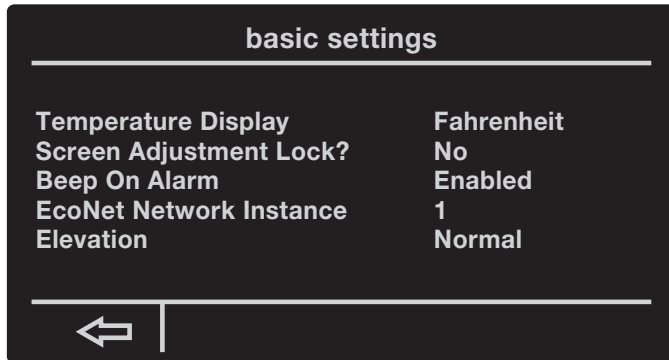 basic settings
Temperature Display Fahrenheit
Screen Adjustment Lock? No
Beep On Alarm Enabled
EcoNet Network Instance 1
Elevation Normal